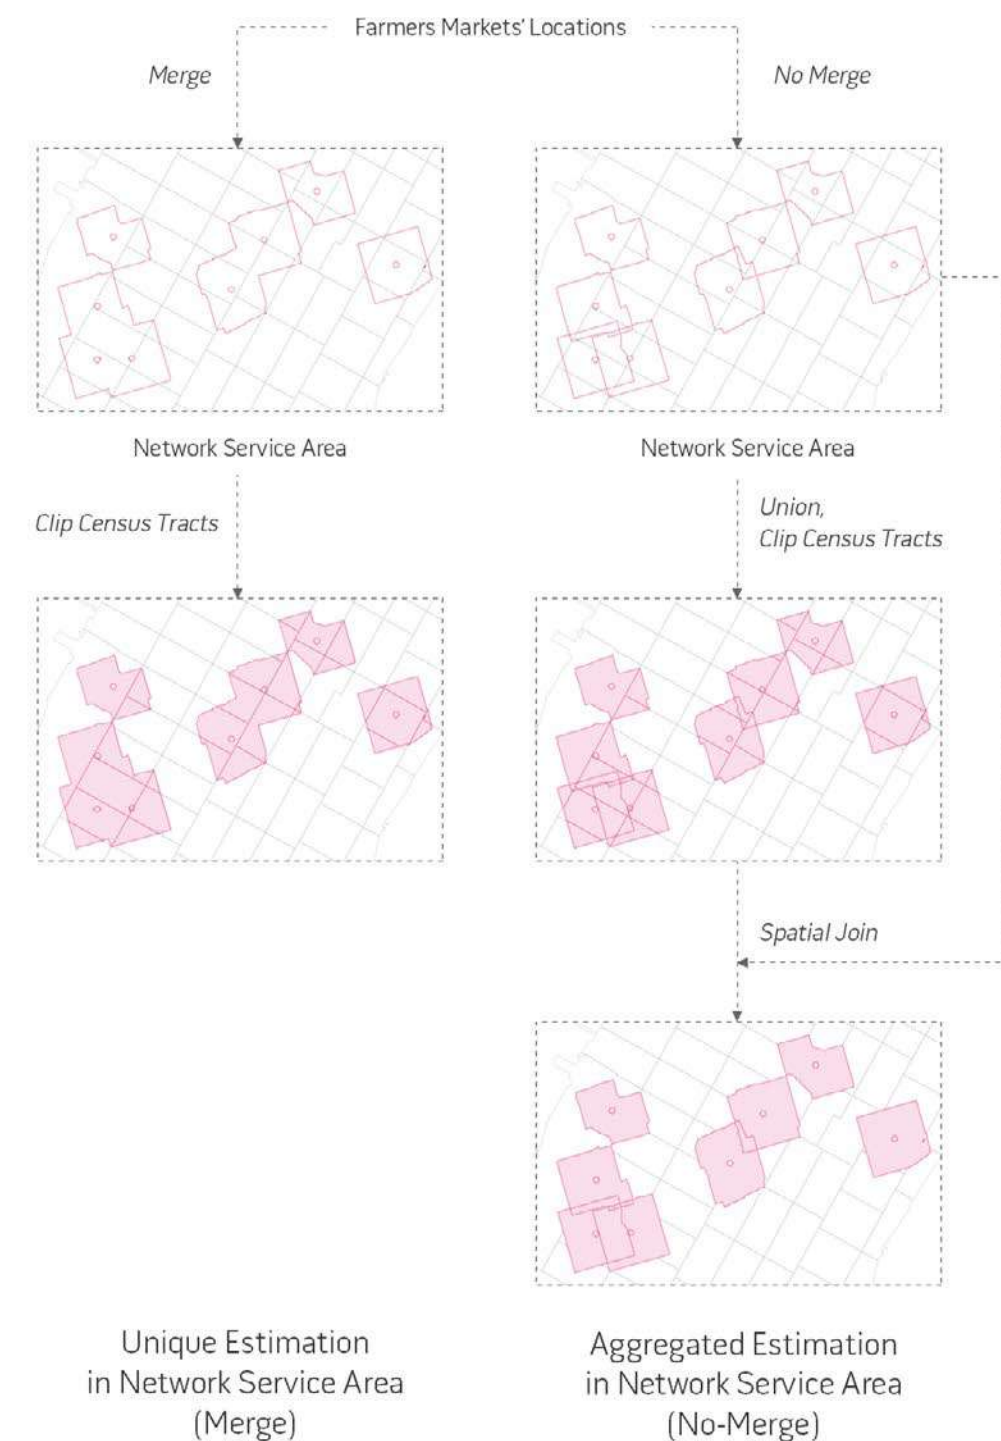 Farmers Markets' Locations
Merge
No Merge
Network Service Area
Network Service Area
Clip Census Tracts
Union,
Clip Census Tracts
Spatial Join
Unique Estimation
in Network Service Area
(Merge)
Aggregated Estimation
in Network Service Area
(No-Merge)